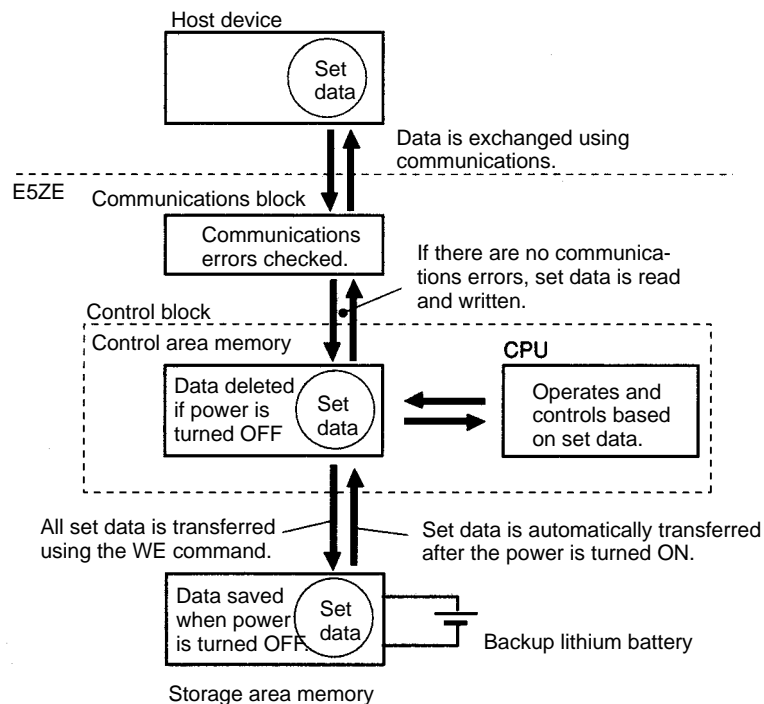 Host device
Set
data
Data is exchanged using
communications.
E5ZE
Communications block
Communications
errors checked.
If there are no communica-
tions errors, set data is read
and written.
Control block
Control area memory
CPU
Data deleted
if power is
turned OFF
Set
data
Operates and
controls based
on set data.
All set data is transferred
using the WE command.
Set data is automatically transferred
after the power is turned ON.
Data saved
when power
is turned OFF.
Set
data
Backup lithium battery
Storage area memory